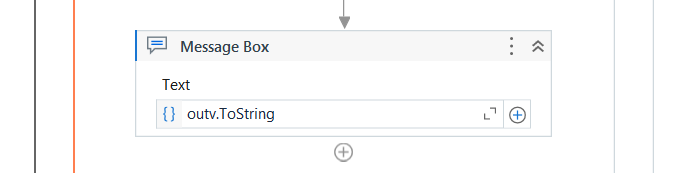 Message Box
Text
{} outv.ToString